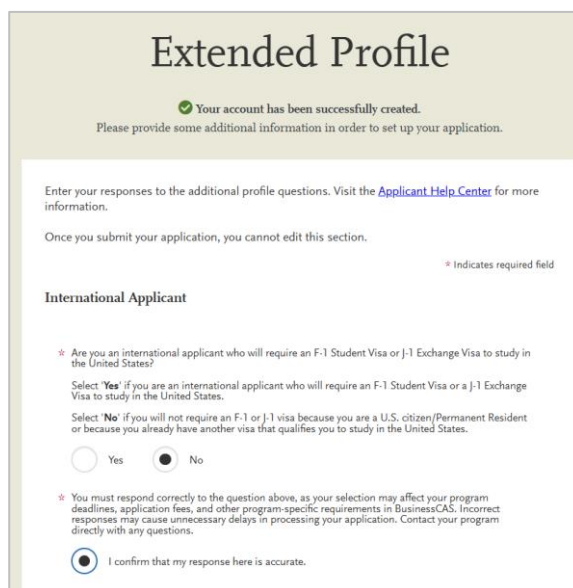 Extended Profile
Your account has been successfully created.
Please provide some additional information in order to set up your application.
Enter your responses to the additional profile questions. Visit the Applicant Help Center for more
information.
Once you submit your application, you cannot edit this section.
* Indicates required field
International Applicant
* Are you an international applicant who will require an F-1 Student Visa or J-1 Exchange Visa to study in
the United States?
Select 'Yes' if you are an international applicant who will require an F-1 Student Visa or a J-1 Exchange
Visa to study in the United States.
Select 'No' if you will not require an F-1 or J-1 visa because you are a U.S. citizen/Permanent Resident
or because you already have another visa that qualifies you to study in the United States.
Yes No
* You must respond correctly to the question above, as your selection may affect your program
deadlines, application fees, and other program-specific requirements in BusinessCAS. Incorrect
responses may cause unnecessary delays in processing your application. Contact your program
directly with any questions.
I confirm that my response here is accurate.